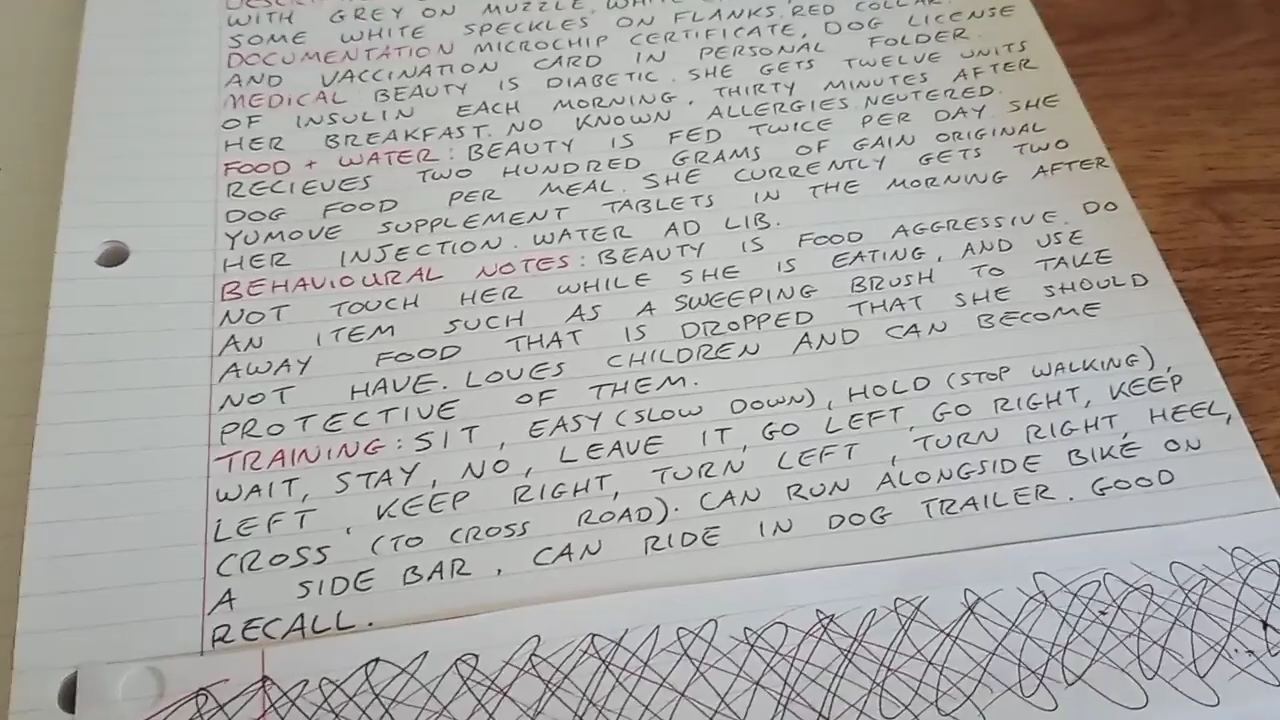 WITH GREY ON MUZZLE.
SOME WHITE SPECKLES ON FLANKS. RED COLLAR.
DOCUMENTATION MICROCHIP CERTIFICATE, DOG LICENSE
AND VACCINATION CARD IN PERSONAL FOLDER.
MEDICAL BEAUTY IS DIABETIC. SHE GETS TWELVE UNITS
OF INSULIN EACH MORNING, THIRTY MINUTES AFTER
HER BREAKFAST. NO KNOWN ALLERGIES. NEUTERED.
FOOD + WATER: BEAUTY IS FED TWICE PER DAY. SHE
RECIEVES TWO HUNDRED GRAMS OF GAIN ORIGINAL
DOG FOOD PER MEAL. SHE CURRENTLY GETS TWO
YUMOVE SUPPLEMENT TABLETS IN THE MORNING AFTER
HER INJECTION. WATER AD LIB.
BEHAVIOURAL NOTES: BEAUTY IS FOOD AGGRESSIVE. DO
NOT TOUCH HER WHILE SHE IS EATING, AND USE
AN ITEM SUCH AS A SWEEPING BRUSH TO TAKE
AWAY FOOD THAT IS DROPPED THAT SHE SHOULD
NOT HAVE. LOVES CHILDREN AND CAN BECOME
PROTECTIVE OF THEM.
TRAINING: SIT, EASY (SLOW DOWN), HOLD (STOP WALKING),
WAIT, STAY, NO, LEAVE IT, GO LEFT, GO RIGHT, KEEP
LEFT, KEEP RIGHT, TURN LEFT, TURN RIGHT, HEEL,
CROSS (TO CROSS ROAD). CAN RUN ALONGSIDE BIKE ON
A SIDE BAR, CAN RIDE IN DOG TRAILER. GOOD
RECALL.